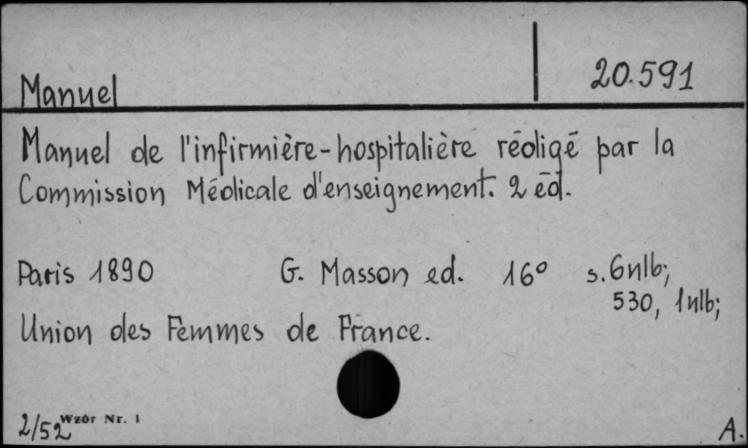 Manuel 20.591
Manuel de l'infirmière-hospitalière rédigé par la
Commission Médicale d'enseignement. 2 éd.
Paris 1890 G. Masson ed. 16° s. 6nlb;
530, 1nlb;
Union des Femmes de France.
2/52 Wzór Nr. 1 A.